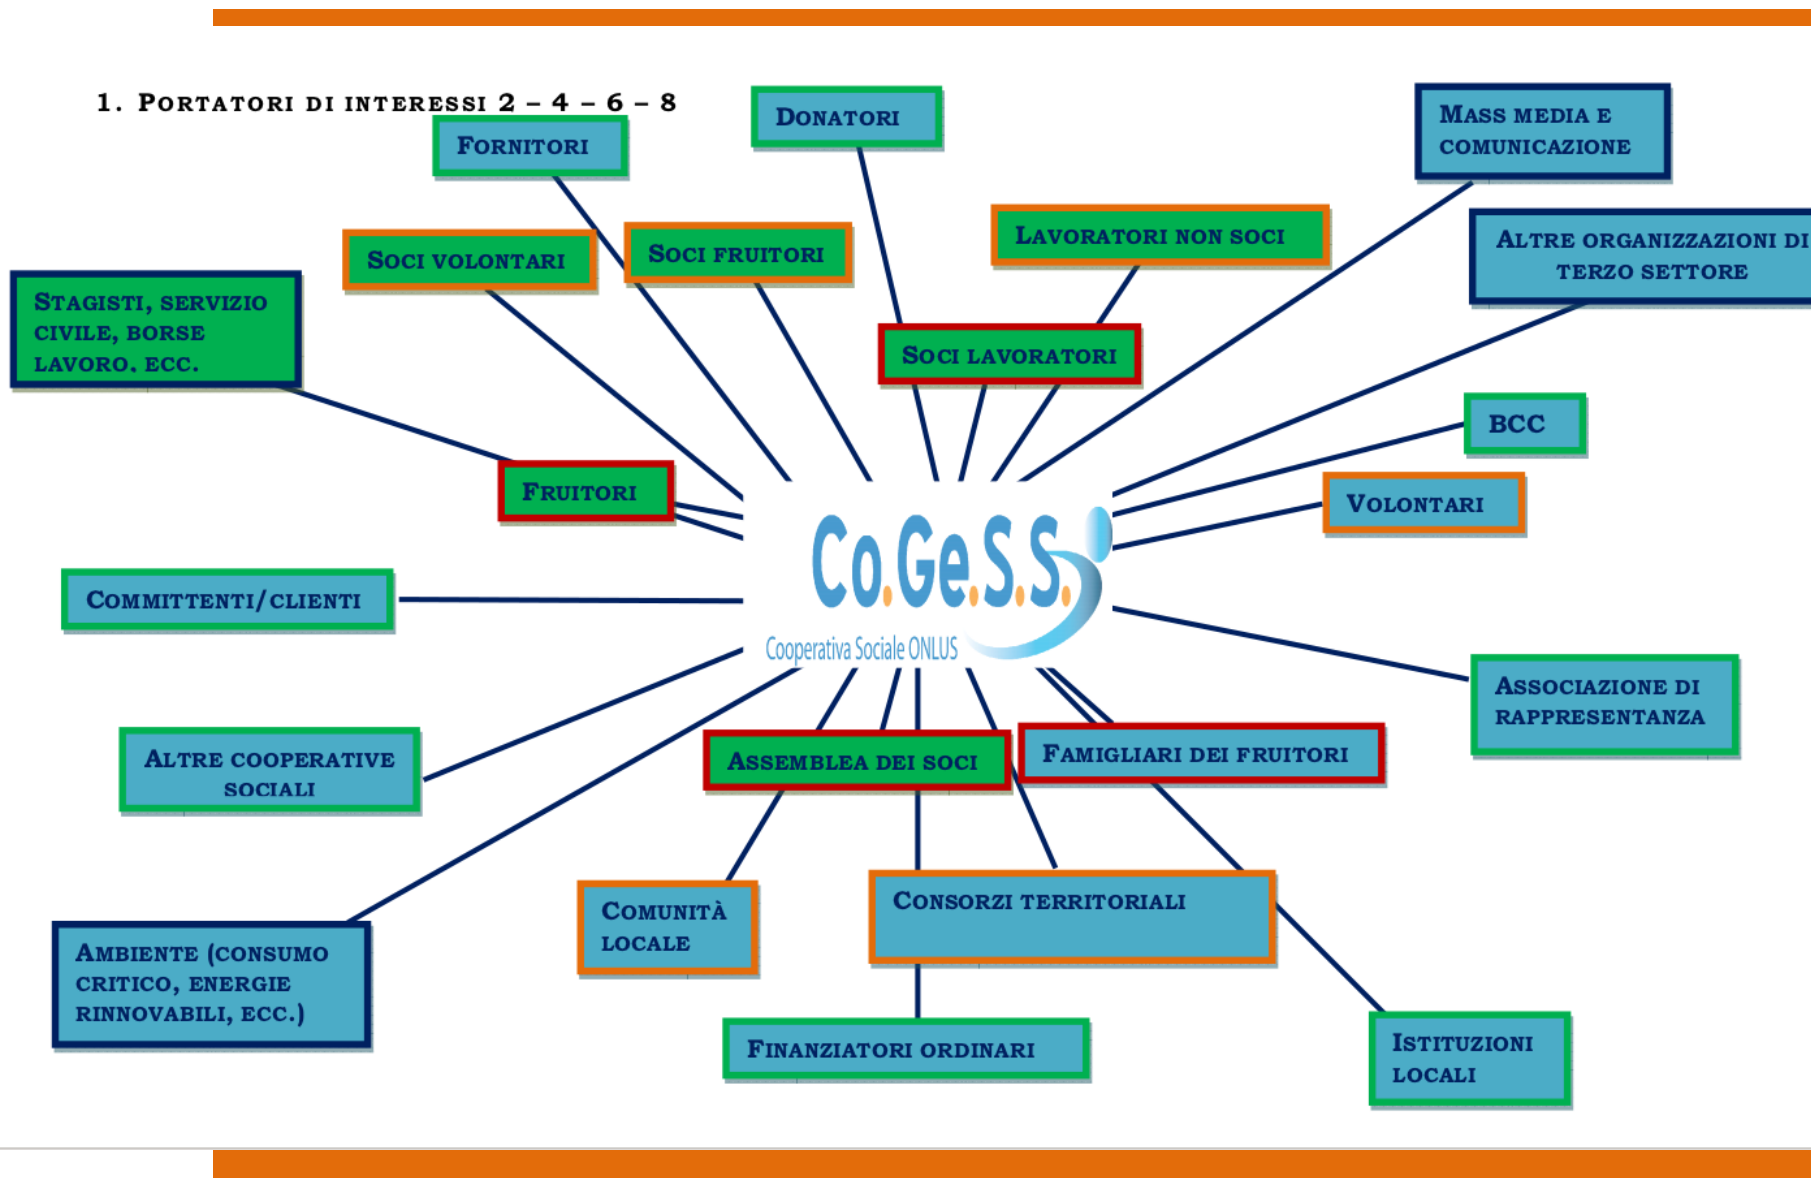 1. PORTATORI DI INTERESSI 2 – 4 – 6 – 8
DONATORI
MASS MEDIA E
COMUNICAZIONE
FORNITORI
SOCI VOLONTARI
SOCI FRUITORI
LAVORATORI NON SOCI
ALTRE ORGANIZZAZIONI DI
TERZO SETTORE
STAGISTI, SERVIZIO
CIVILE, BORSE
LAVORO, ECC.
SOCI LAVORATORI
BCC
FRUITORI
VOLONTARI
Co.Ge.S.S.
Cooperativa Sociale ONLUS
COMMITTENTI/CLIENTI
ASSOCIAZIONE DI
RAPPRESENTANZA
ALTRE COOPERATIVE
SOCIALI
ASSEMBLEA DEI SOCI
FAMIGLIARI DEI FRUITORI
COMUNITÀ
LOCALE
CONSORZI TERRITORIALI
AMBIENTE (CONSUMO
CRITICO, ENERGIE
RINNOVABILI, ECC.)
FINANZIATORI ORDINARI
ISTITUZIONI
LOCALI